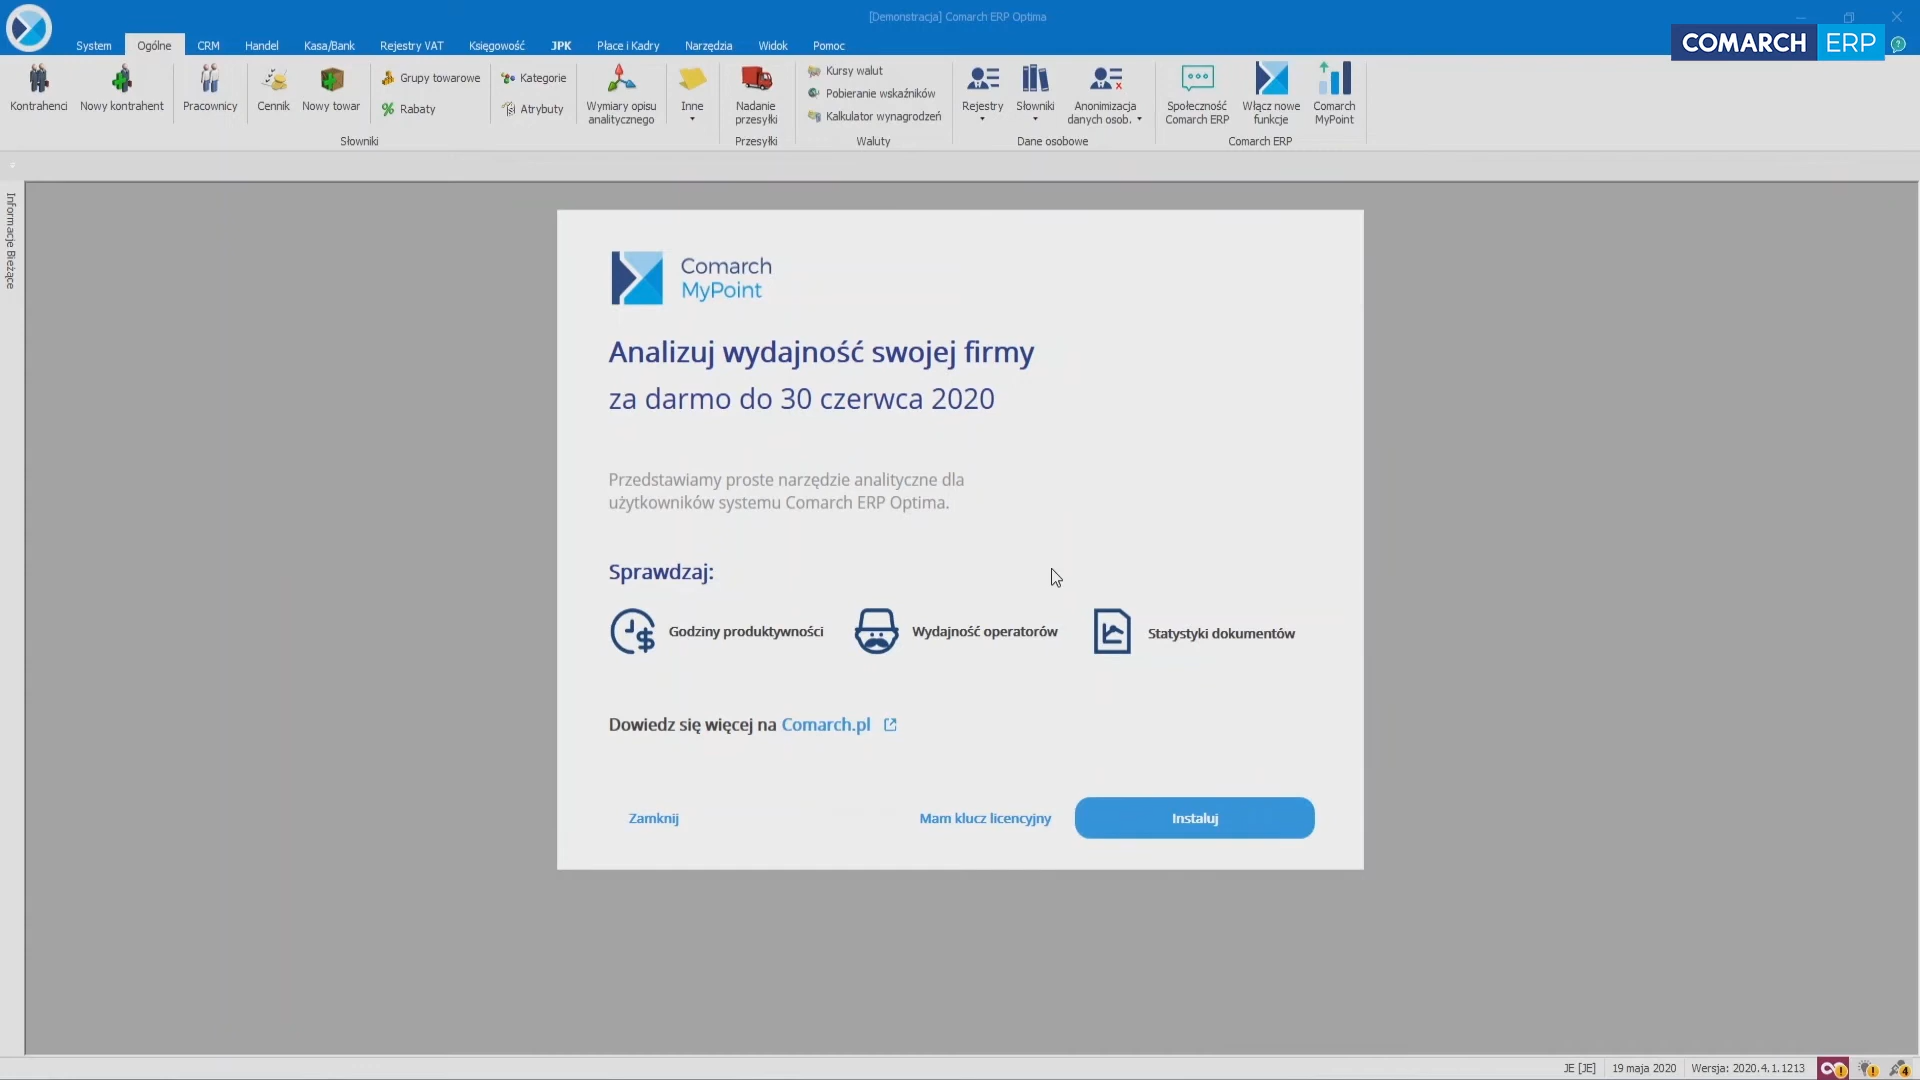 [Demonstracja] Comarch ERP Optima
COMARCH ERP
System Ogólne CRM Handel Kasa/Bank Rejestry VAT Księgowość JPK Płace i Kadry Narzędzia Widok Pomoc
Kontrahenci
Nowy kontrahent
Pracownicy
Cennik
Nowy towar
Grupy towarowe
Rabaty
Kategorie
Atrybuty
Wymiary opisu
analitycznego
Inne
Słowniki
Nadanie
przesyłki
Przesyłki
Kursy walut
Pobieranie wskaźników
Kalkulator wynagrodzeń
Waluty
Rejestry
Słowniki
Anonimizacja
danych osob.
Dane osobowe
Społeczność
Comarch ERP
Włącz nowe
funkcje
Comarch
MyPoint
Comarch ERP
Informacje Bieżące
Comarch
MyPoint
Analizuj wydajność swojej firmy
za darmo do 30 czerwca 2020
Przedstawiamy proste narzędzie analityczne dla
użytkowników systemu Comarch ERP Optima.
Sprawdzaj:
Godziny produktywności
Wydajność operatorów
Statystyki dokumentów
Dowiedz się więcej na Comarch.pl
Zamknij
Mam klucz licencyjny
Instaluj
JE [JE] 19 maja 2020 Wersja: 2020.4.1.1213 4